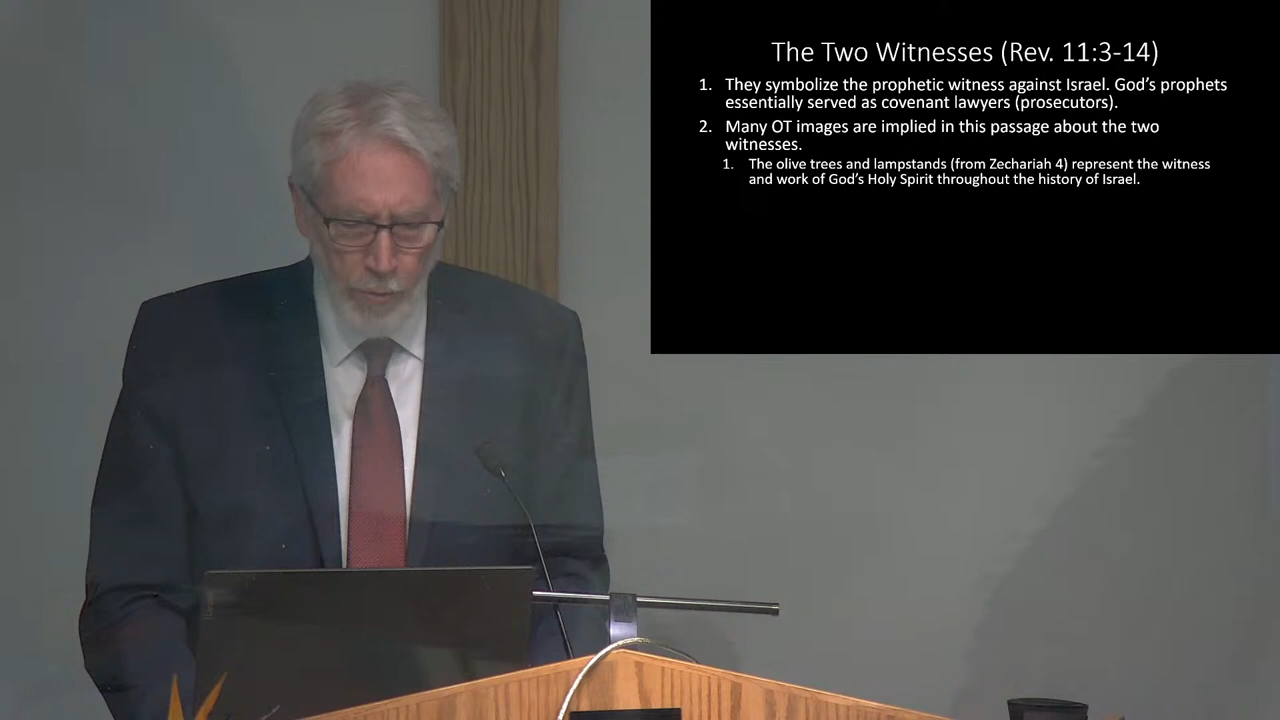 The Two Witnesses (Rev. 11:3-14)
1. They symbolize the prophetic witness against Israel. God’s prophets
essentially served as covenant lawyers (prosecutors).
2. Many OT images are implied in this passage about the two
witnesses.
1. The olive trees and lampstands (from Zechariah 4) represent the witness
and work of God’s Holy Spirit throughout the history of Israel.